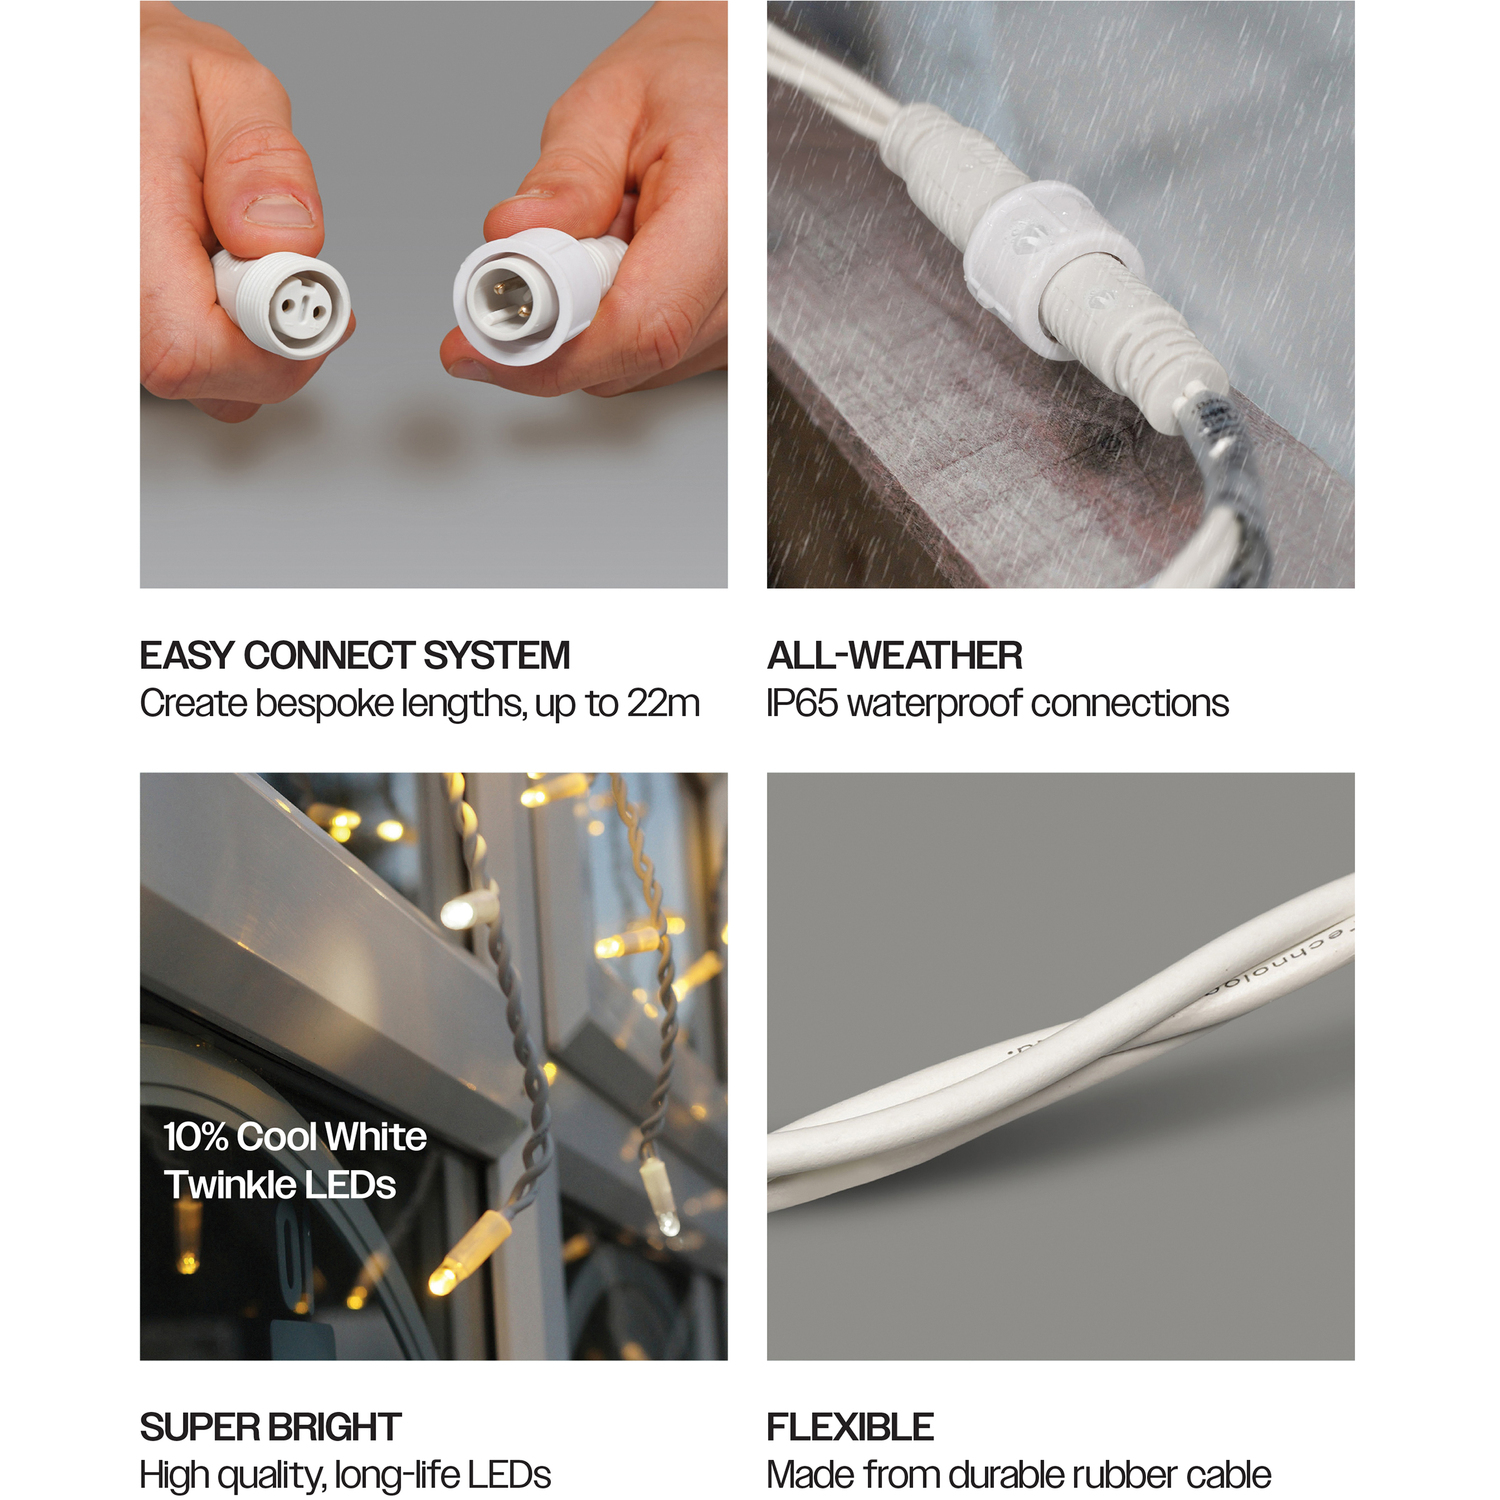 EASY CONNECT SYSTEM
Create bespoke lengths, up to 22m
ALL-WEATHER
IP65 waterproof connections
10% Cool White
Twinkle LEDs
SUPER BRIGHT
High quality, long-life LEDs
FLEXIBLE
Made from durable rubber cable